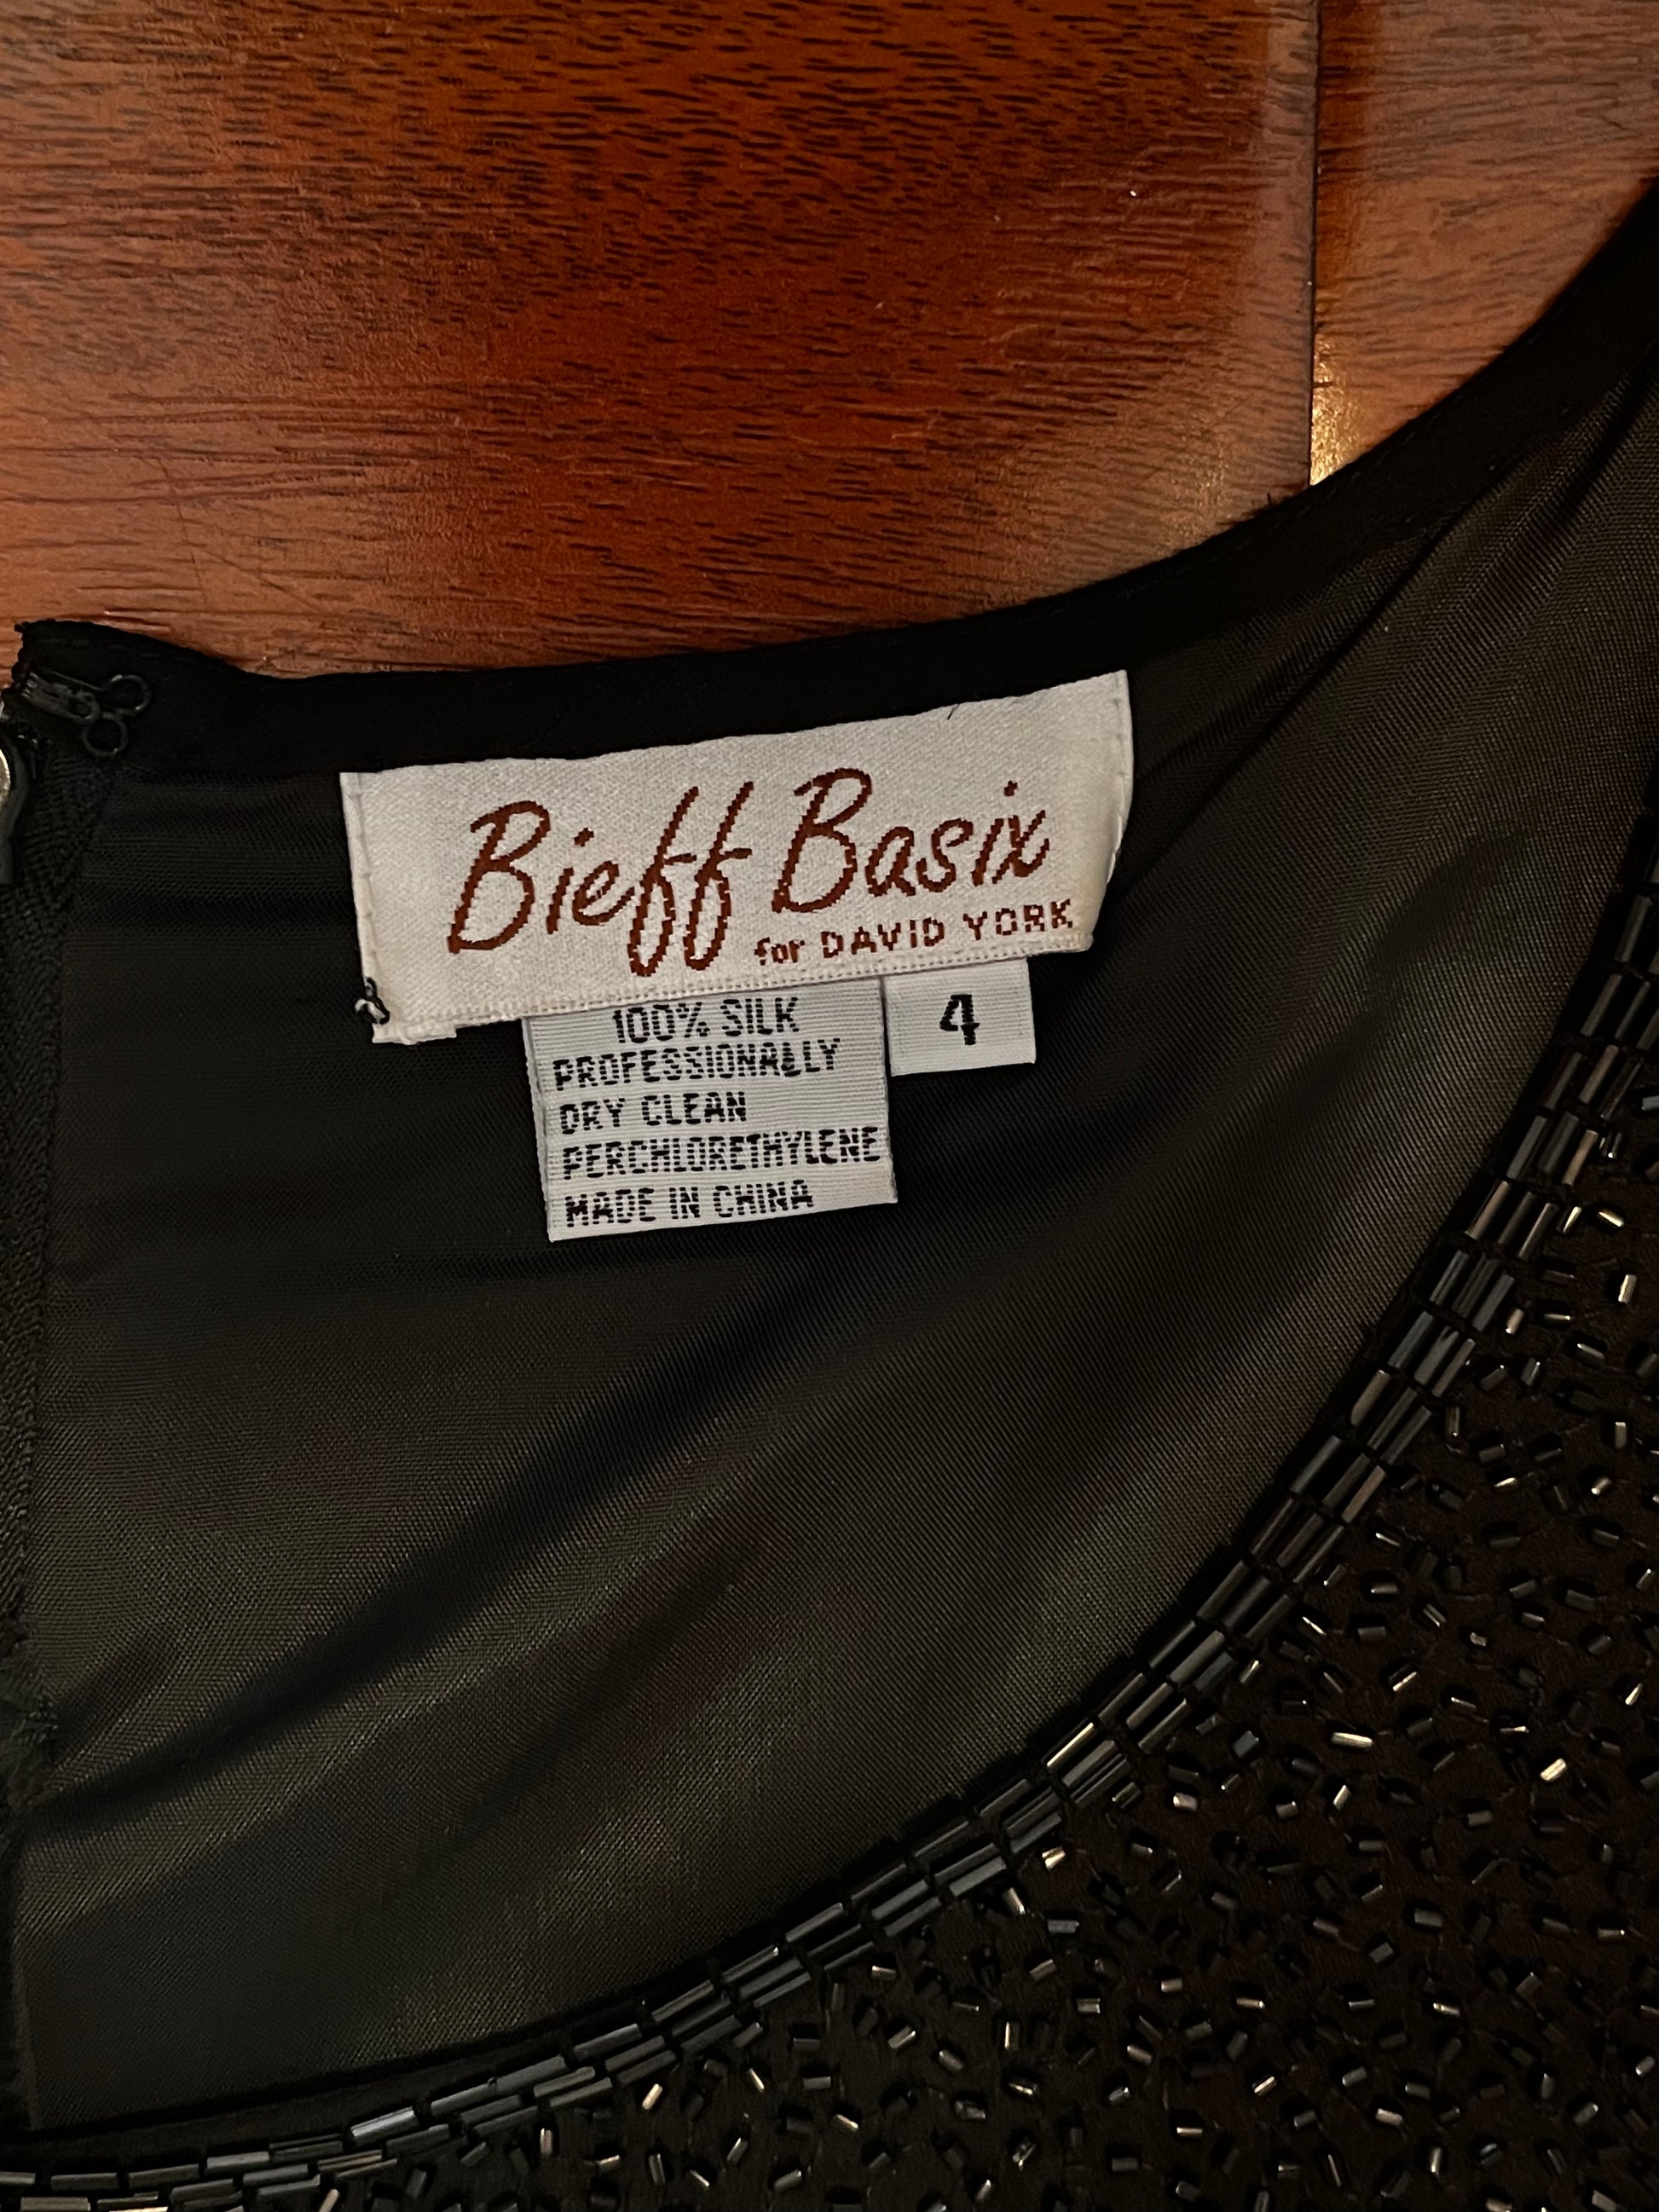 Bieff Basix
for DAVID YORK
100% SILK
PROFESSIONALLY
DRY CLEAN
PERCHLORETHYLENE
MADE IN CHINA
4